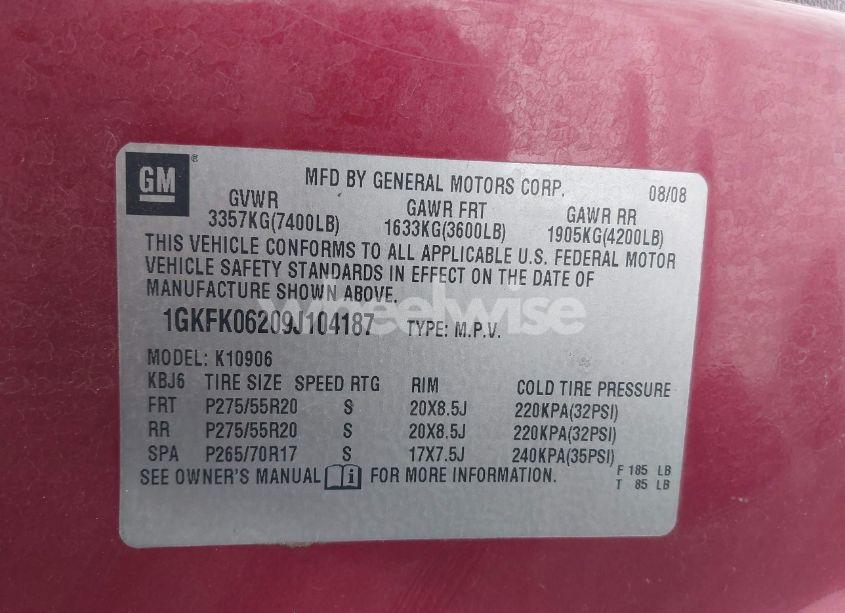 GM ®
MFD BY GENERAL MOTORS CORP. 08/08
GVWR GAWR FRT GAWR RR
3357KG(7400LB) 1633KG(3600LB) 1905KG(4200LB)
THIS VEHICLE CONFORMS TO ALL APPLICABLE U.S. FEDERAL MOTOR
VEHICLE SAFETY STANDARDS IN EFFECT ON THE DATE OF
MANUFACTURE SHOWN ABOVE.
wheelwise
1GKFK06209J104187 TYPE: M.P.V.
MODEL: K10906
KBJ6 TIRE SIZE SPEED RTG RIM COLD TIRE PRESSURE
FRT P275/55R20 S 20X8.5J 220KPA(32PSI)
RR P275/55R20 S 20X8.5J 220KPA(32PSI)
SPA P265/70R17 S 17X7.5J 240KPA(35PSI)
SEE OWNER'S MANUAL i FOR MORE INFORMATION.
F 185 LB
T 85 LB